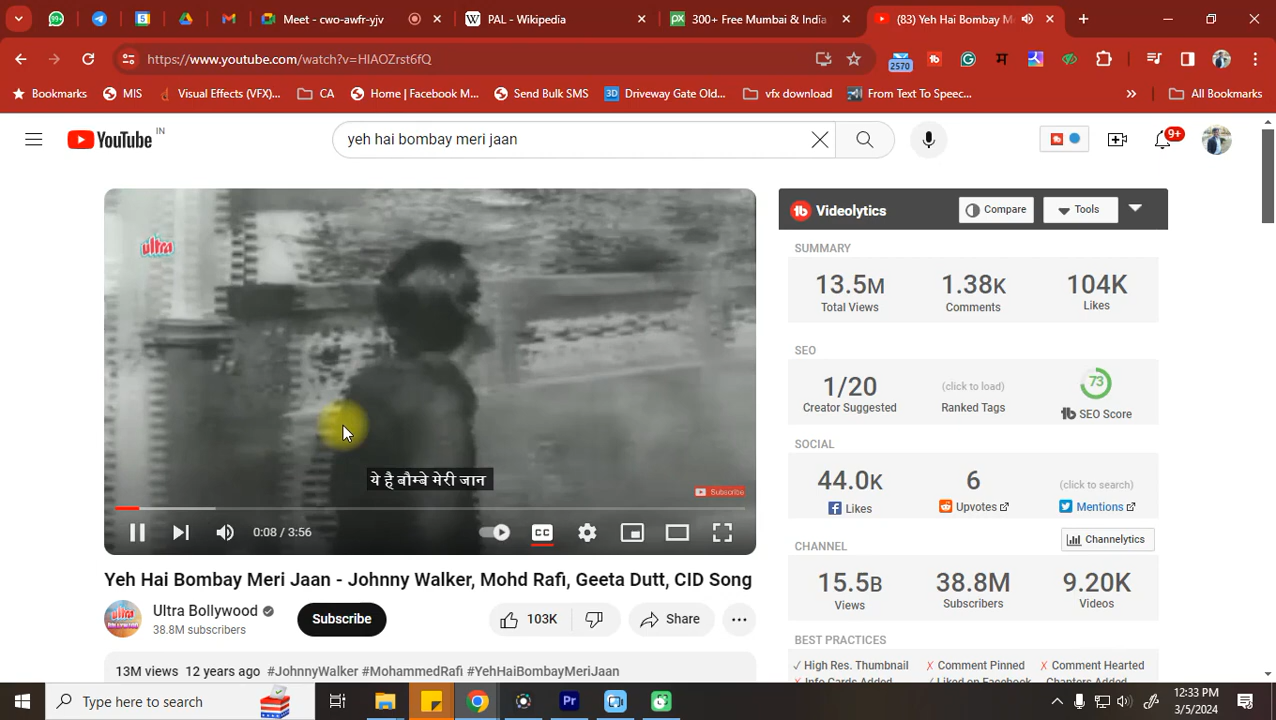 Meet - cwo-awfr-yjv
PAL - Wikipedia
300+ Free Mumbai & India
(83) Yeh Hai Bombay M
https://www.youtube.com/watch?v=HIAOZrst6fQ
2570
Bookmarks
MIS
Visual Effects (VFX)...
CA
Home | Facebook M...
Send Bulk SMS
Driveway Gate Old...
vfx download
From Text To Speec...
All Bookmarks
YouTube IN
yeh hai bombay meri jaan
9+
ultra
ये है बौम्बे मेरी जान
Subscribe
0:08 / 3:56
CC
Yeh Hai Bombay Meri Jaan - Johnny Walker, Mohd Rafi, Geeta Dutt, CID Song
Ultra Bollywood
38.8M subscribers
Subscribe
103K
Share
13M views 12 years ago #JohnnyWalker #MohammedRafi #YehHaiBombayMeriJaan
Videolytics
Compare
Tools
SUMMARY
13.5M 1.38K 104K
Total Views Comments Likes
SEO
1/20 (click to load) 73
Creator Suggested Ranked Tags SEO Score
SOCIAL
44.0K 6 (click to search)
Likes Upvotes Mentions
CHANNEL
Channelytics
15.5B 38.8M 9.20K
Views Subscribers Videos
BEST PRACTICES
✓ High Res. Thumbnail ✗ Comment Pinned ✗ Comment Hearted
Type here to search
12:33 PM
3/5/2024